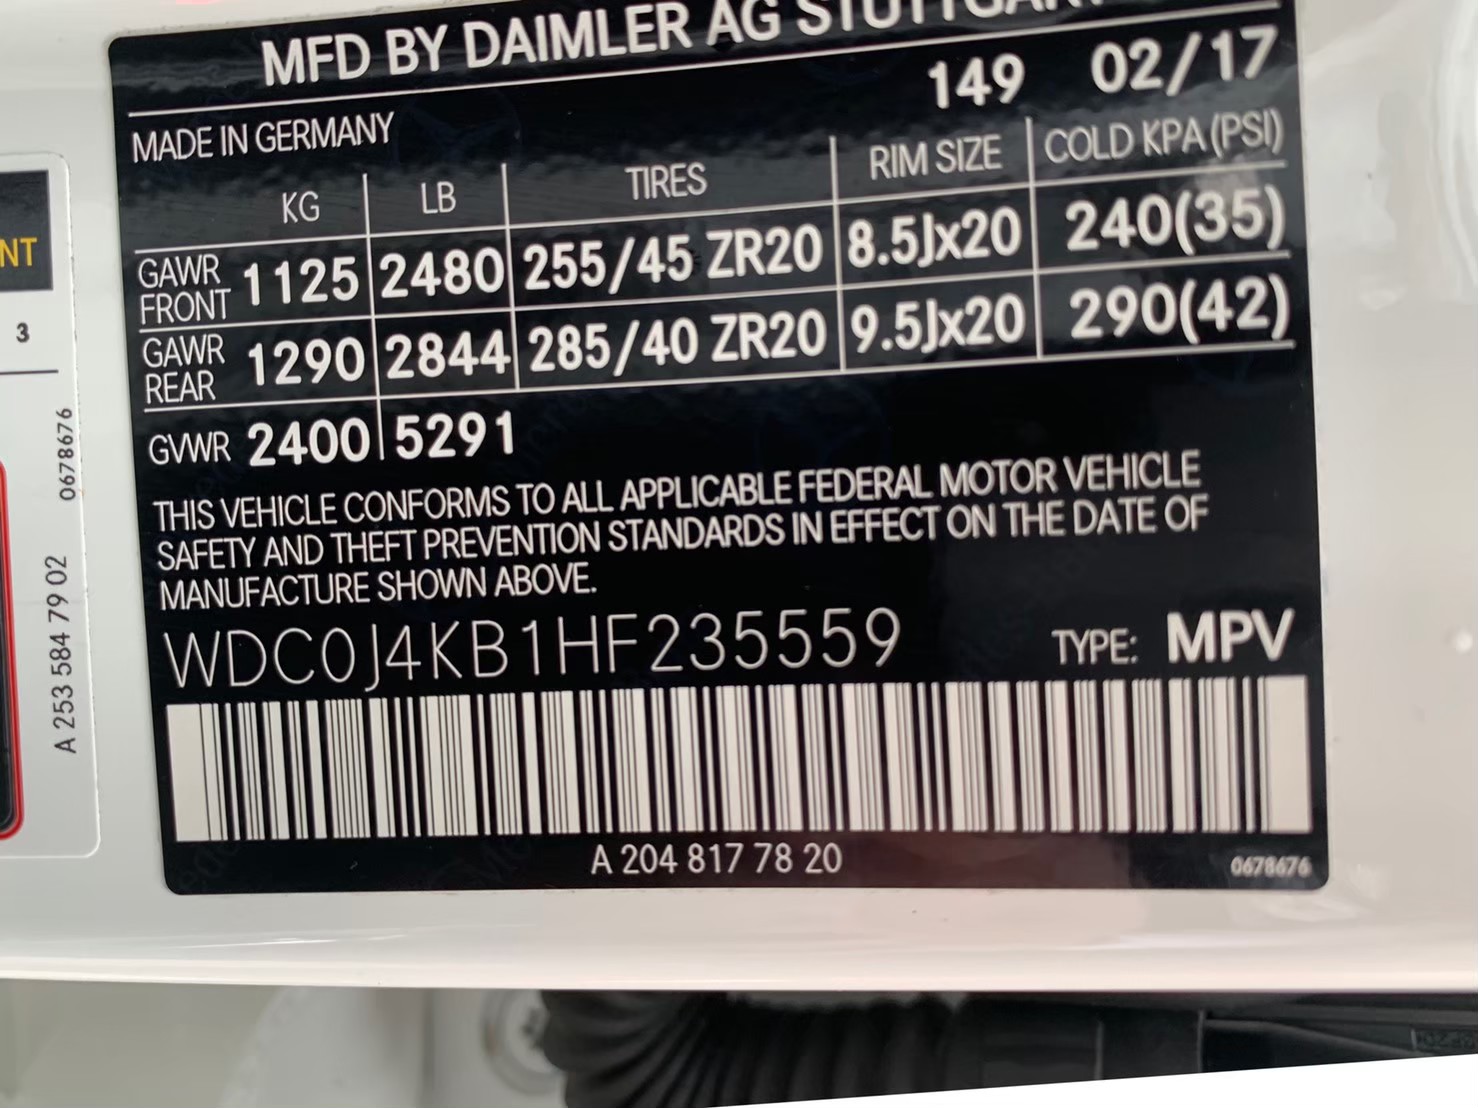 MFD BY DAIMLER AG STUTTGAR
149 02/17
MADE IN GERMANY
KG LB TIRES RIM SIZE COLD KPA (PSI)
GAWR FRONT 1125 2480 255/45 ZR20 8.5Jx20 240(35)
GAWR REAR 1290 2844 285/40 ZR20 9.5Jx20 290(42)
GVWR 2400 5291
THIS VEHICLE CONFORMS TO ALL APPLICABLE FEDERAL MOTOR VEHICLE
SAFETY AND THEFT PREVENTION STANDARDS IN EFFECT ON THE DATE OF
MANUFACTURE SHOWN ABOVE.
WDC0J4KB1HF235559 TYPE: MPV
A 204 817 78 20 0678676
NT
3
A 253 584 79 02 0678676